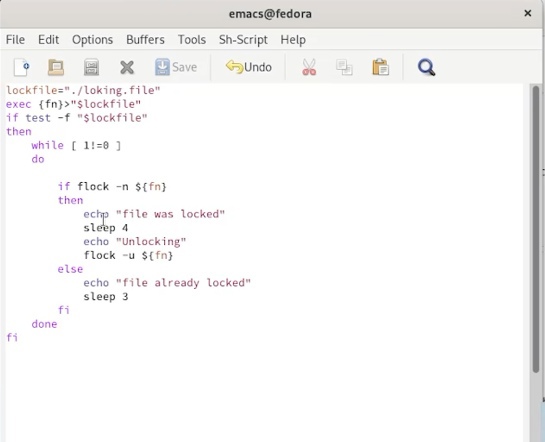 emacs@fedora
File Edit Options Buffers Tools Sh-Script Help
Save Undo
lockfile="./loking.file"
exec {fn}>"$lockfile"
if test -f "$lockfile"
then
    while [ 1!=0 ]
    do

        if flock -n ${fn}
        then
            echo "file was locked"
            sleep 4
            echo "Unlocking"
            flock -u ${fn}
        else
            echo "file already locked"
            sleep 3
        fi
    done
fi